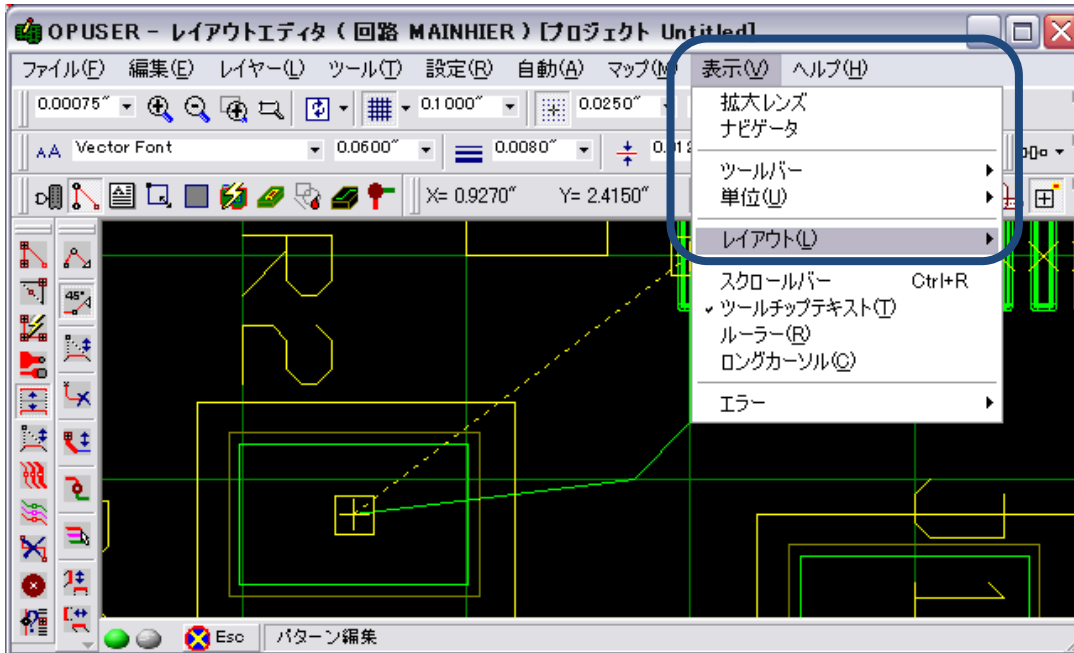 OPUSER - レイアウトエディタ ( 回路 MAINHIER ) [プロジェクト Untitled]
ファイル(F) 編集(E) レイヤー(L) ツール(T) 設定(R) 自動(A) マップ(M) 表示(V) ヘルプ(H)
0.00075" 0.1000" 0.0250"
AA Vector Font 0.0600" 0.0080"
X= 0.9270" Y= 2.4150"
拡大レンズ
ナビゲータ
ツールバー
単位(U)
レイアウト(L)
スクロールバー Ctrl+R
ツールチップテキスト(T)
ルーラー(R)
ロングカーソル(C)
エラー
45°
R
Esc パターン編集